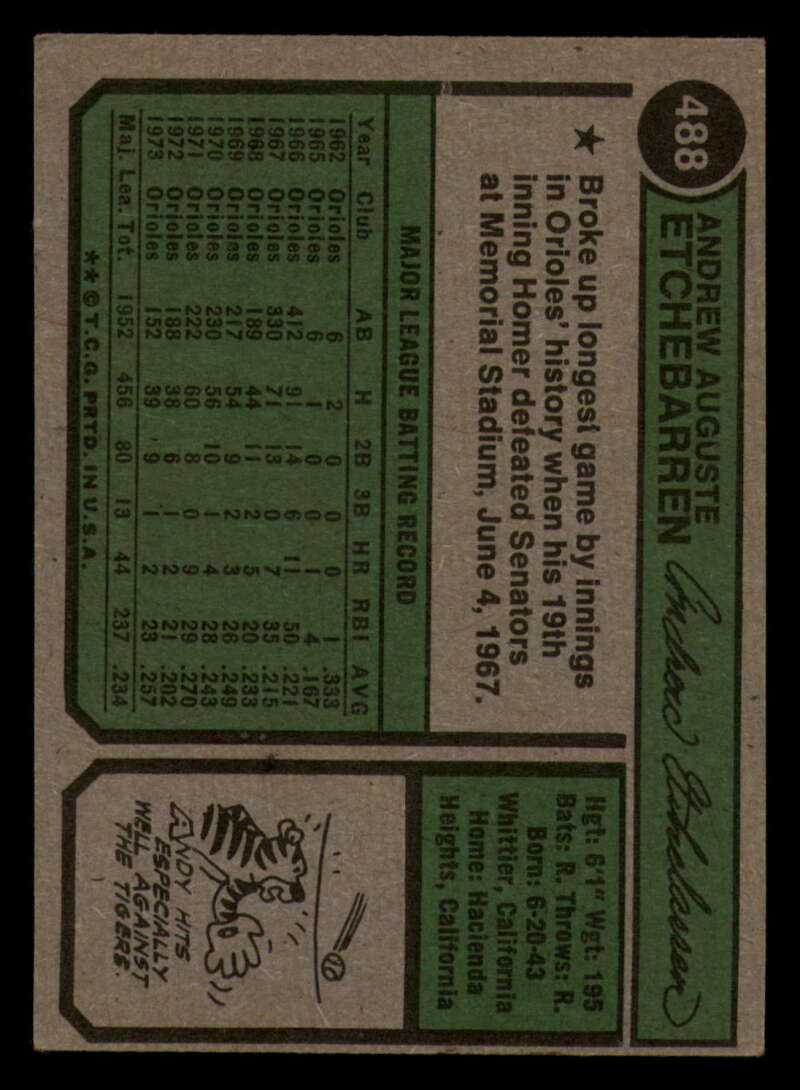 488
ANDREW AUGUSTE
ETCHEBARREN
Andrew Etchebarren
★ Broke up longest game by innings
in Orioles' history when his 19th
inning Homer defeated Senators
at Memorial Stadium, June 4, 1967.
MAJOR LEAGUE BATTING RECORD
Year Club AB H 2B 3B HR RBI AVG
1962 Orioles 6 2 0 0 0 1 .333
1965 Orioles 6 1 0 0 1 4 .167
1966 Orioles 412 91 14 6 11 50 .221
1967 Orioles 330 71 13 0 7 35 .215
1968 Orioles 189 44 11 2 5 20 .233
1969 Orioles 217 54 9 2 3 26 .249
1970 Orioles 230 56 10 1 4 28 .243
1971 Orioles 222 60 8 0 9 29 .270
1972 Orioles 188 38 6 1 2 21 .202
1973 Orioles 152 39 9 1 2 23 .257
Maj. Lea. Tot. 1952 456 80 13 44 237 .234
**©T.C.G. PRTD. IN U.S.A.
Hgt: 6'1" Wgt: 195
Bats: R. Throws: R.
Born: 6-20-43
Whittier, California
Home: Hacienda
Heights, California
ANDY HITS
ESPECIALLY
WELL AGAINST
THE TIGERS.